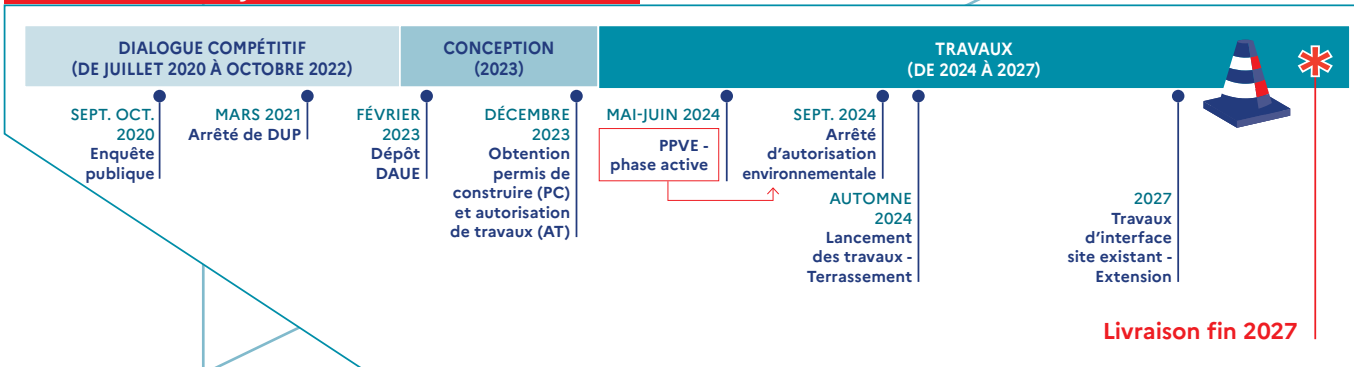 DIALOGUE COMPÉTITIF
(DE JUILLET 2020 À OCTOBRE 2022)
CONCEPTION
(2023)
TRAVAUX
(DE 2024 À 2027)
SEPT. OCT.
2020
Enquête
publique
MARS 2021
Arrêté de DUP
FÉVRIER
2023
Dépôt
DAUE
DÉCEMBRE
2023
Obtention
permis de
construire (PC)
et autorisation
de travaux (AT)
MAI-JUIN 2024
PPVE -
phase active
SEPT. 2024
Arrêté
d'autorisation
environnementale
AUTOMNE
2024
Lancement
des travaux -
Terrassement
2027
Travaux
d'interface
site existant -
Extension
Livraison fin 2027